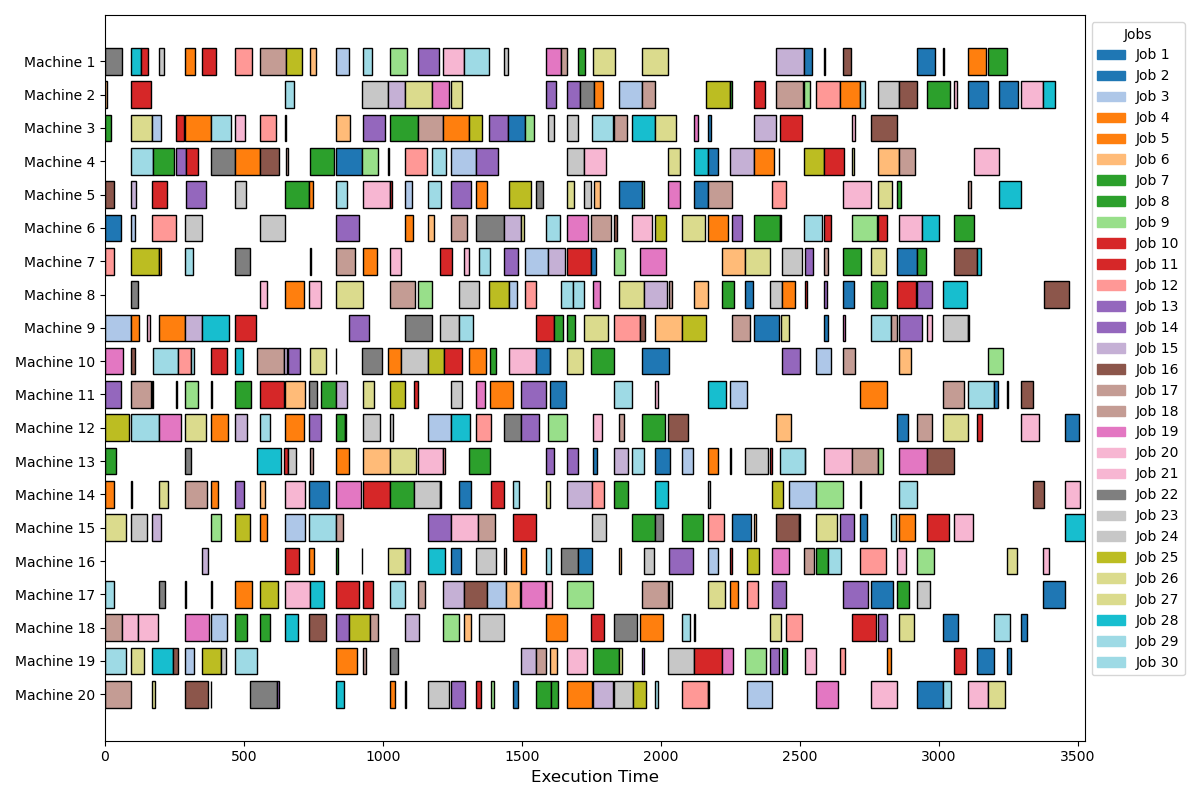 Machine 1
Machine 2
Machine 3
Machine 4
Machine 5
Machine 6
Machine 7
Machine 8
Machine 9
Machine 10
Machine 11
Machine 12
Machine 13
Machine 14
Machine 15
Machine 16
Machine 17
Machine 18
Machine 19
Machine 20
0 500 1000 1500 2000 2500 3000 3500
Execution Time
Jobs
Job 1
Job 2
Job 3
Job 4
Job 5
Job 6
Job 7
Job 8
Job 9
Job 10
Job 11
Job 12
Job 13
Job 14
Job 15
Job 16
Job 17
Job 18
Job 19
Job 20
Job 21
Job 22
Job 23
Job 24
Job 25
Job 26
Job 27
Job 28
Job 29
Job 30